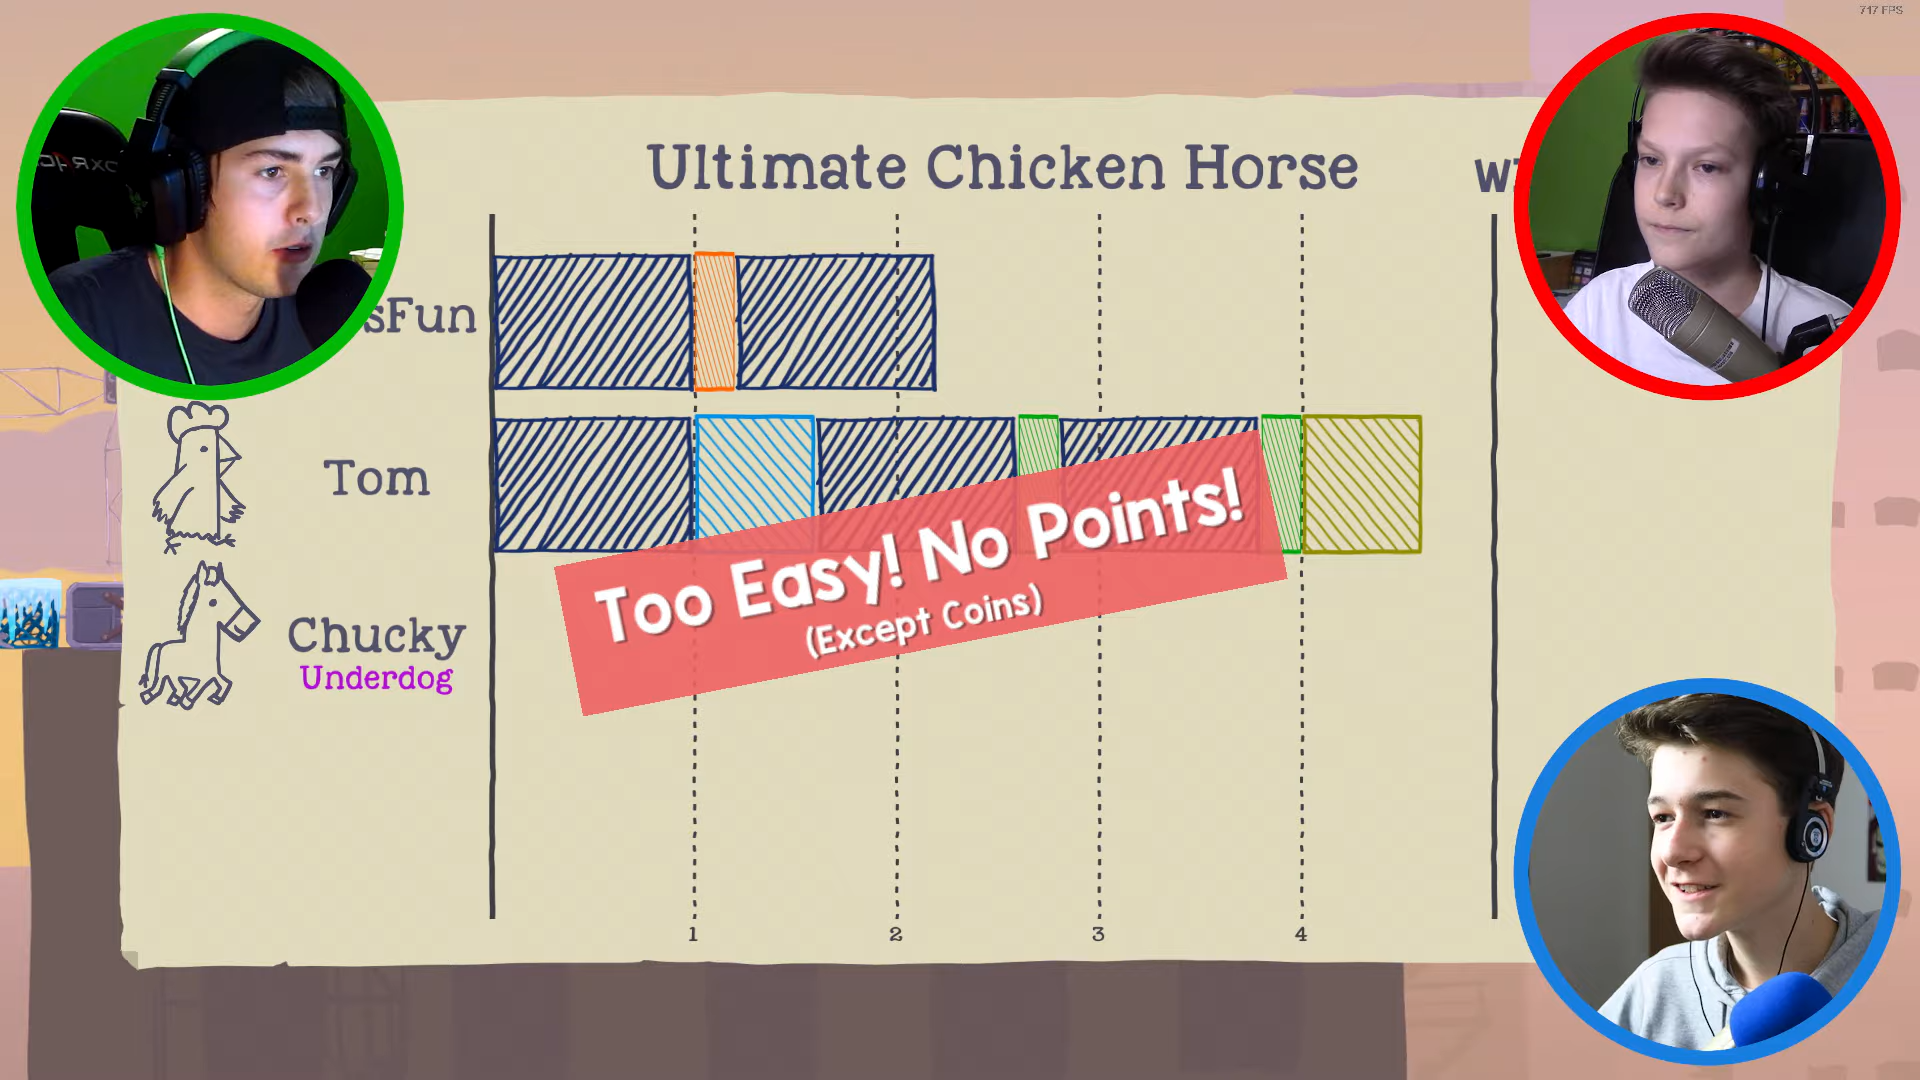 717 FPS
Ultimate Chicken Horse
sFun
Tom
Too Easy! No Points!
(Except Coins)
Chucky
Underdog
1 2 3 4